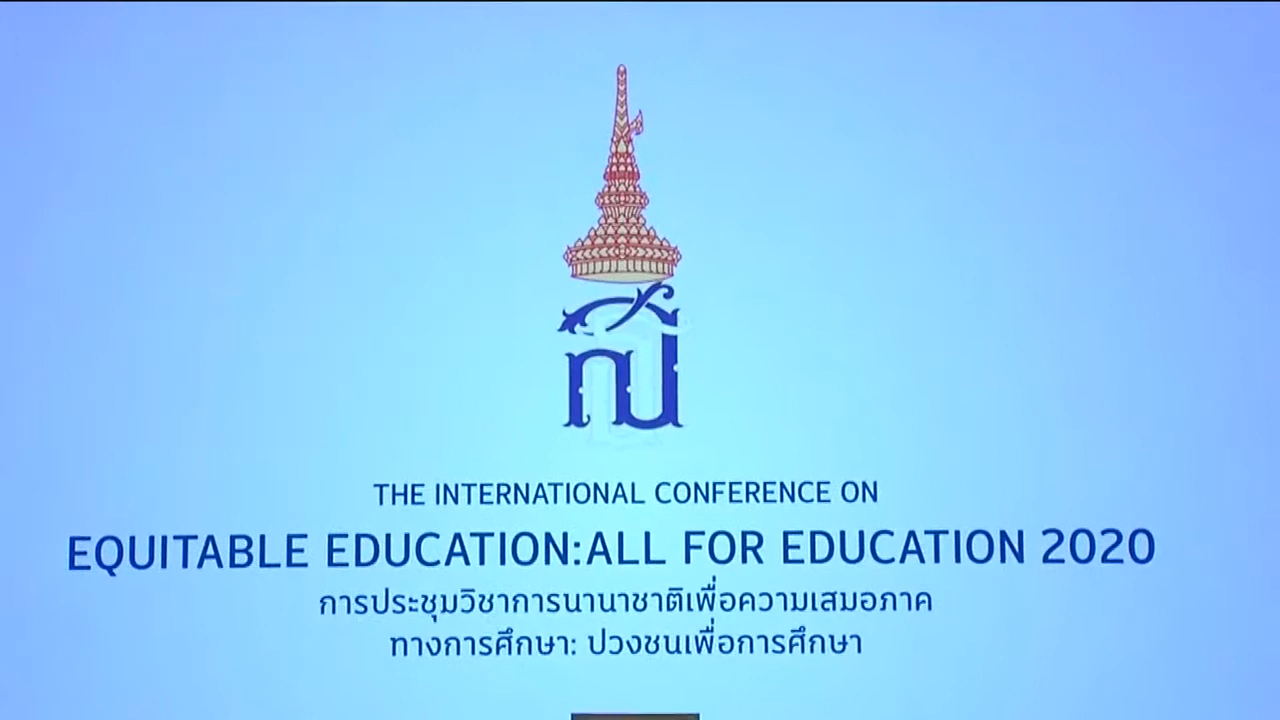 THE INTERNATIONAL CONFERENCE ON
EQUITABLE EDUCATION:ALL FOR EDUCATION 2020
การประชุมวิชาการนานาชาติเพื่อความเสมอภาค
ทางการศึกษา: ปวงชนเพื่อการศึกษา